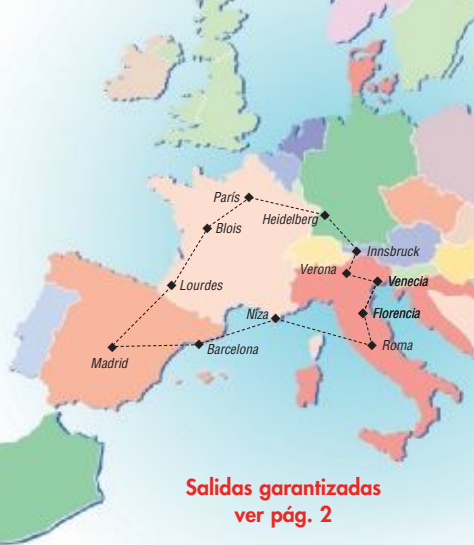 París
Heidelberg
Blois
Innsbruck
Verona
Venecia
Lourdes
Niza
Florencia
Madrid
Barcelona
Roma
Salidas garantizadas
ver pág. 2